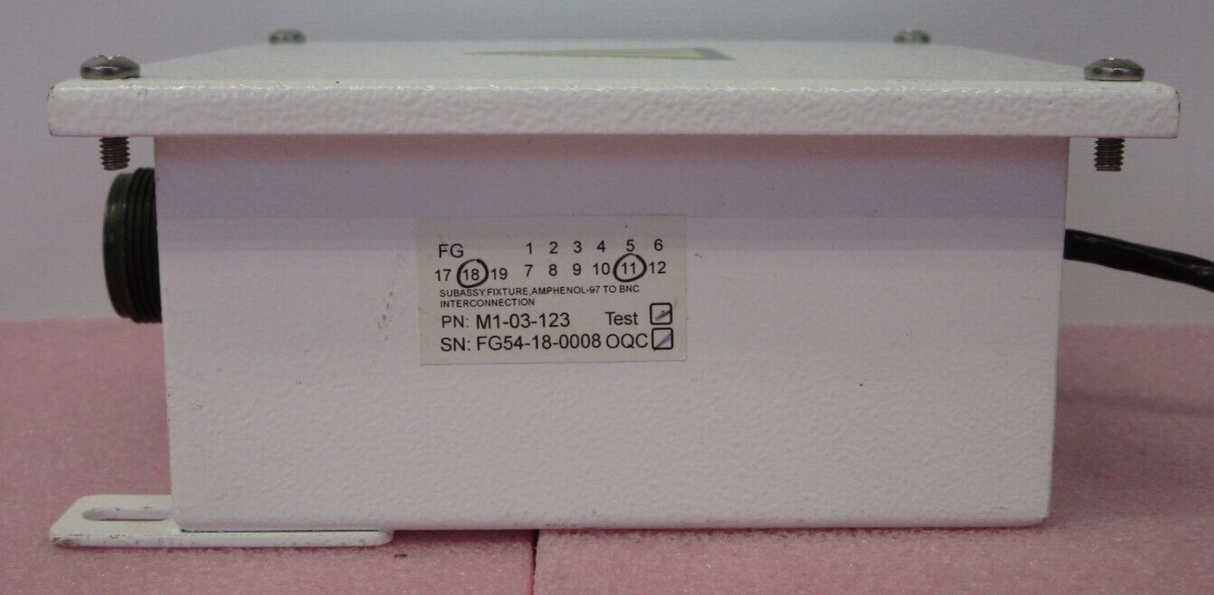 FG 1 2 3 4 5 6
17 18 19 7 8 9 10 11 12
SUBASSY,FIXTURE,AMPHENOL-97 TO BNC
INTERCONNECTION
PN: M1-03-123 Test
SN: FG54-18-0008 OQC